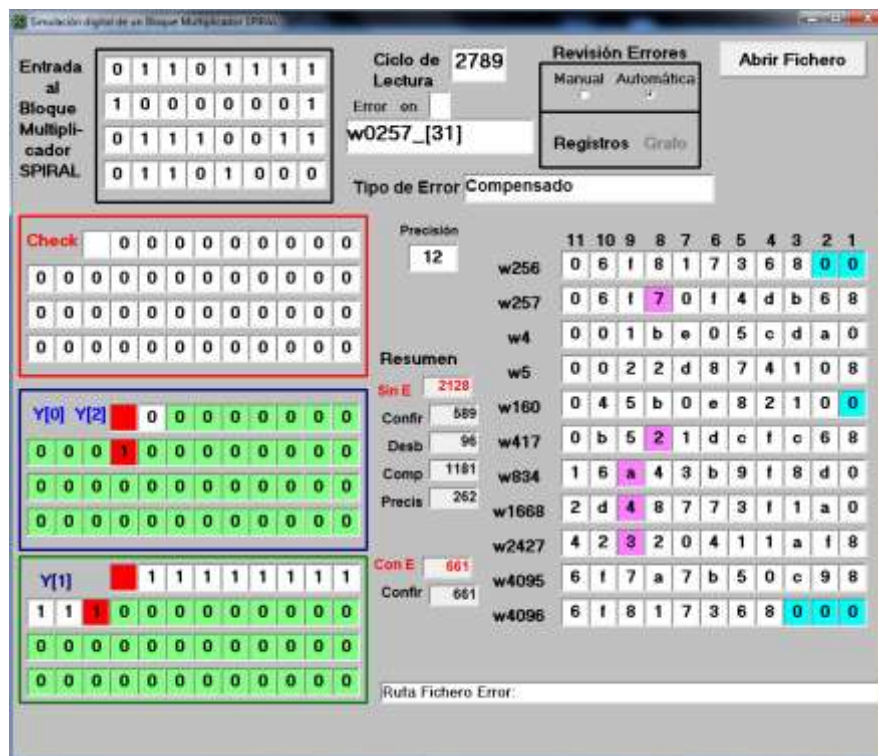 Simulación digital de un Bloque Multiplicador SPIRAL
Entrada al Bloque Multipli-cador SPIRAL
0 1 1 0 1 1 1 1
1 0 0 0 0 0 0 1
0 1 1 1 0 0 1 1
0 1 1 0 1 0 0 0
Ciclo de Lectura 2789
Error en
w0257_[31]
Tipo de Error Compensado
Revisión Errores
Manual Automática
Registros Grafo
Abrir Fichero
Check 0 0 0 0 0 0 0 0 0
0 0 0 0 0 0 0 0 0 0 0 0
0 0 0 0 0 0 0 0 0 0 0 0
0 0 0 0 0 0 0 0 0 0 0 0
Precisión
12
Y[0] Y[2] 0 0 0 0 0 0 0 0
0 0 0 1 0 0 0 0 0 0 0 0
0 0 0 0 0 0 0 0 0 0 0 0
0 0 0 0 0 0 0 0 0 0 0 0
Y[1] 1 1 1 1 1 1 1 1
1 1 1 0 0 0 0 0 0 0 0 0
0 0 0 0 0 0 0 0 0 0 0 0
0 0 0 0 0 0 0 0 0 0 0 0
Resumen
Sin E 2128
Confir 589
Desb 96
Comp 1181
Precis 262
Con E 661
Confir 661
11 10 9 8 7 6 5 4 3 2 1
w256 0 6 f 8 1 7 3 6 8 0 0
w257 0 6 f 7 0 f 4 d b 6 8
w4 0 0 1 b e 0 5 c d a 0
w5 0 0 2 2 d 8 7 4 1 0 8
w160 0 4 5 b 0 e 8 2 1 0 0
w417 0 b 5 2 1 d c f c 6 8
w834 1 6 a 4 3 b 9 f 8 d 0
w1668 2 d 4 8 7 7 3 f 1 a 0
w2427 4 2 3 2 0 4 1 1 a f 8
w4095 6 f 7 a 7 b 5 0 c 9 8
w4096 6 f 8 1 7 3 6 8 0 0 0
Ruta Fichero Error: